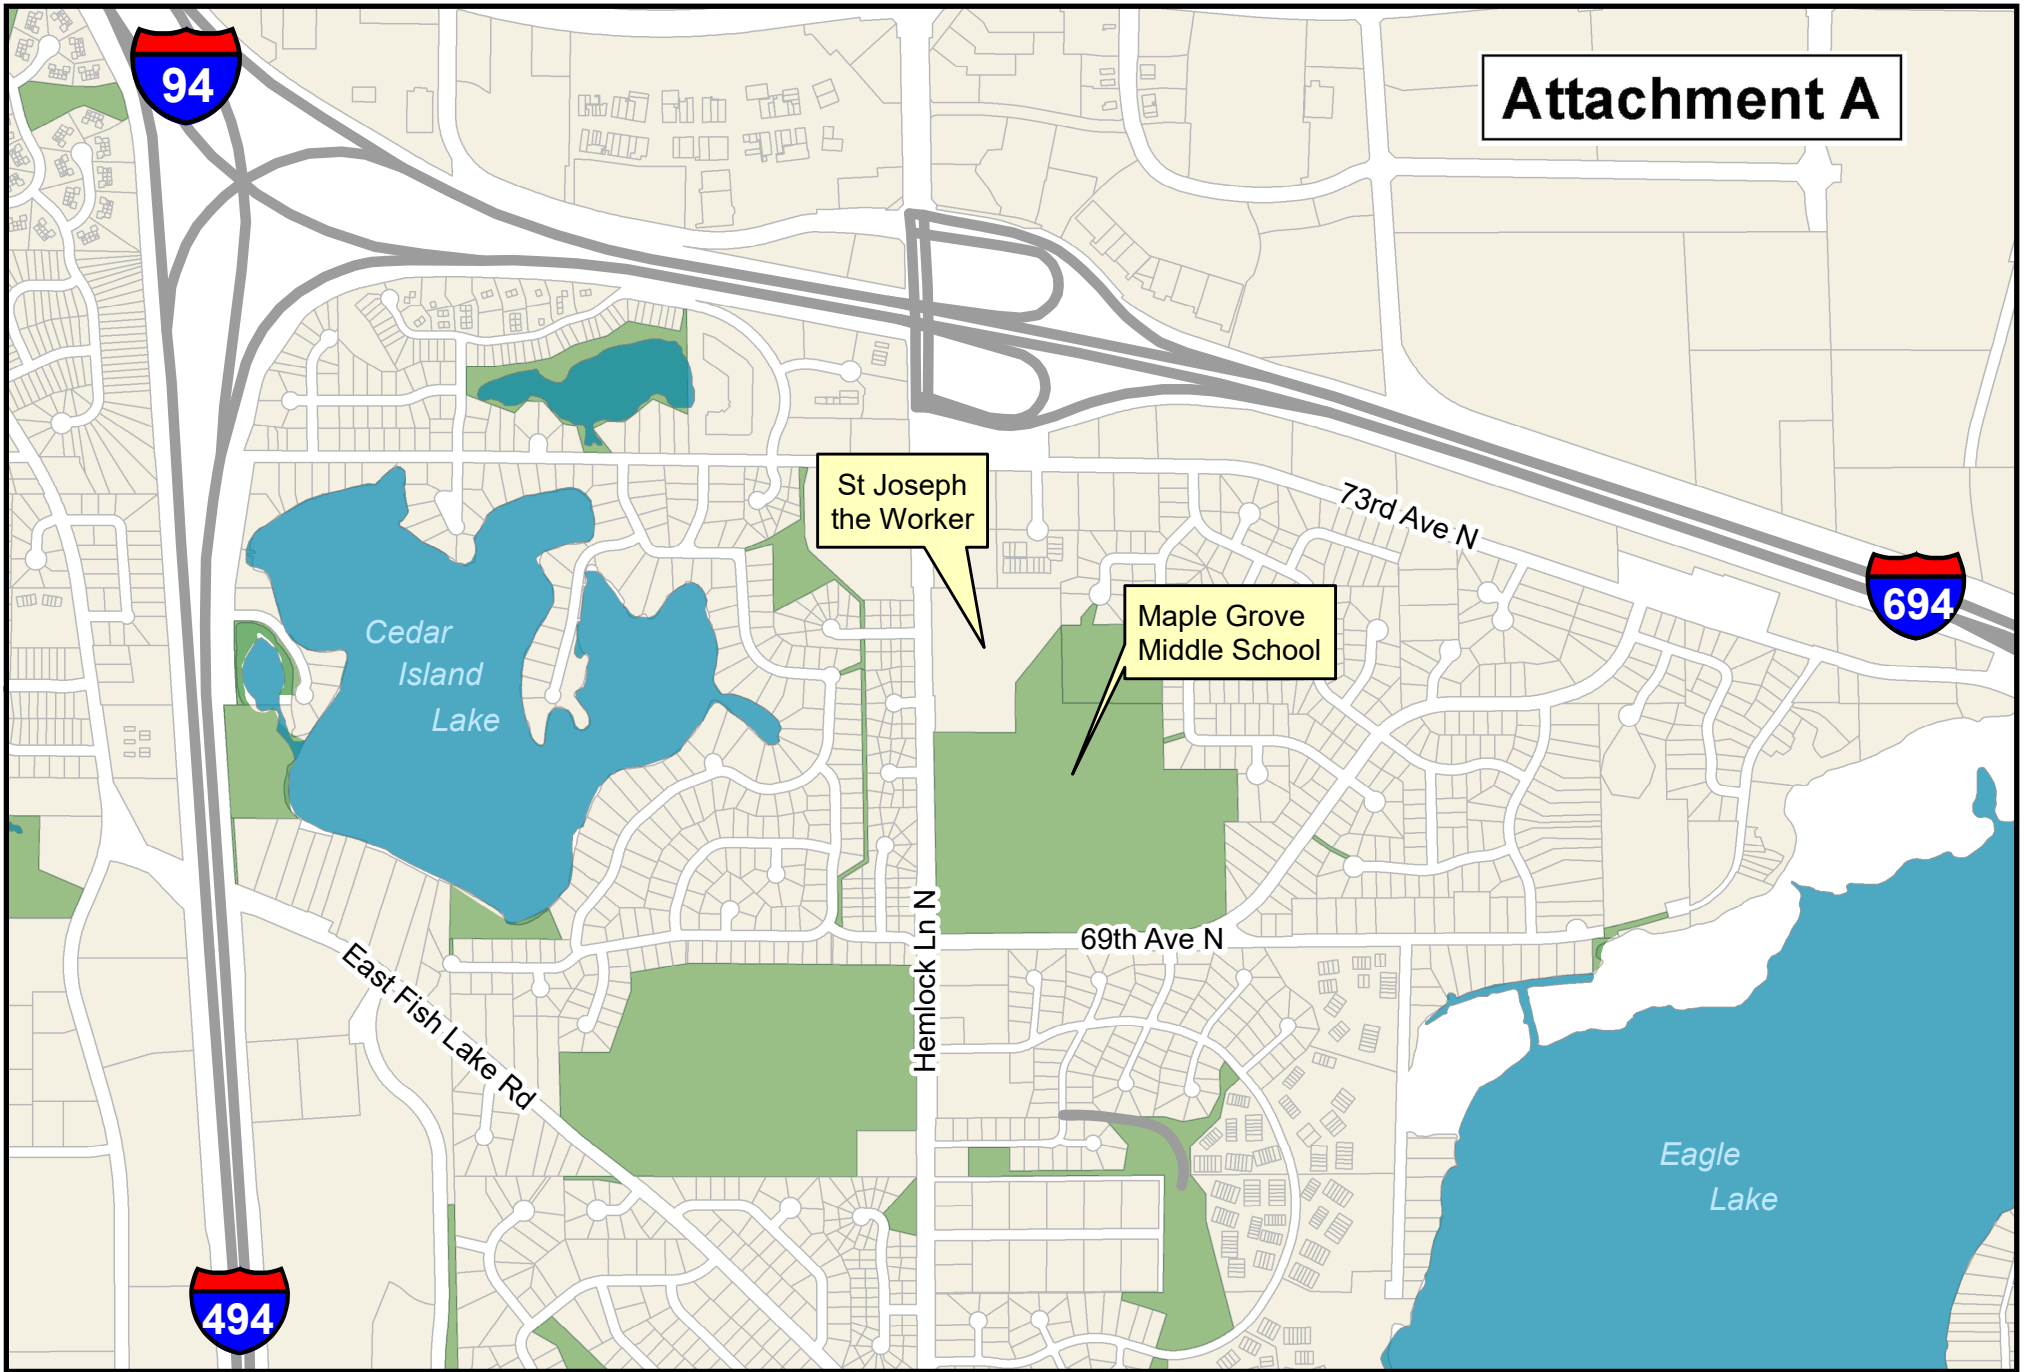 94
Attachment A
St Joseph
the Worker
73rd Ave N
694
Maple Grove
Middle School
Cedar
Island
Lake
Hemlock Ln N
69th Ave N
East Fish Lake Rd
Eagle
Lake
494